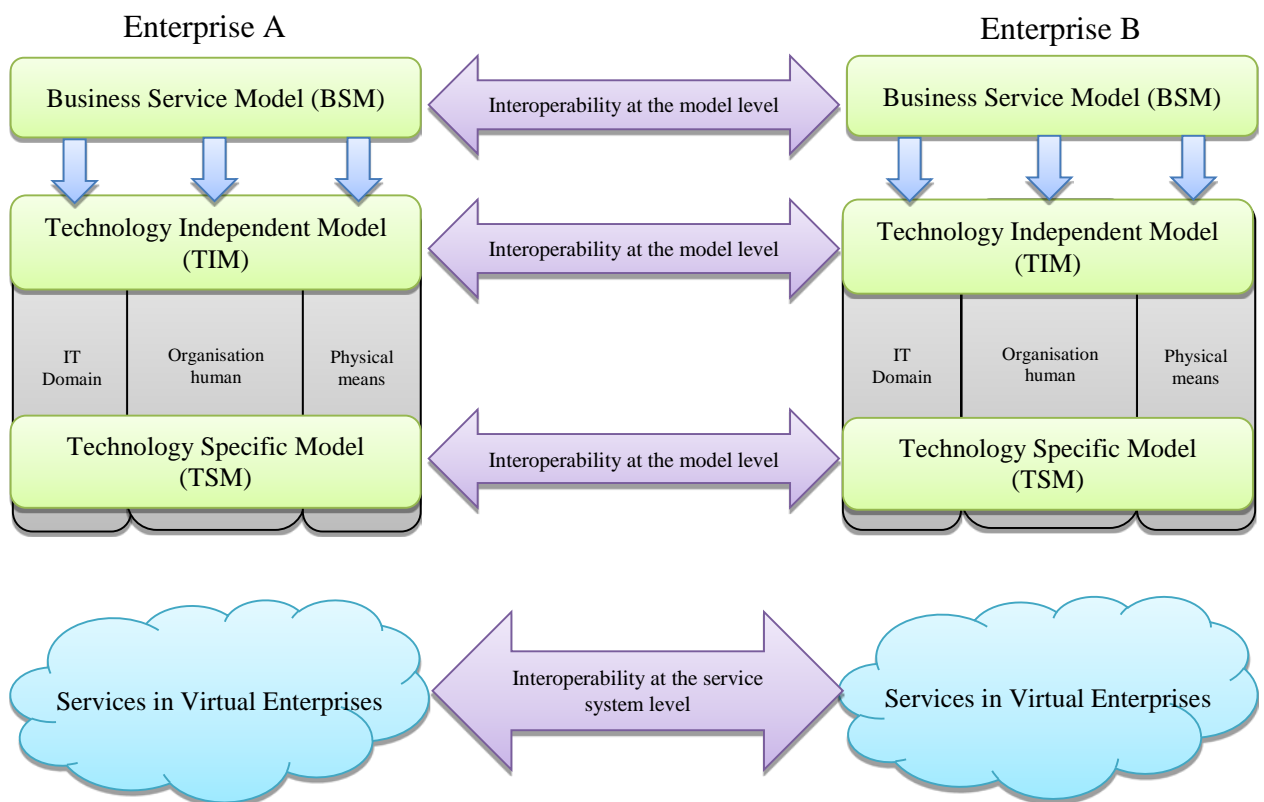 Enterprise A
Enterprise B
Business Service Model (BSM)
Interoperability at the model level
Business Service Model (BSM)
Technology Independent Model
(TIM)
Interoperability at the model level
Technology Independent Model
(TIM)
IT
Domain
Organisation
human
Physical
means
IT
Domain
Organisation
human
Physical
means
Technology Specific Model
(TSM)
Interoperability at the model level
Technology Specific Model
(TSM)
Services in Virtual Enterprises
Interoperability at the service
system level
Services in Virtual Enterprises